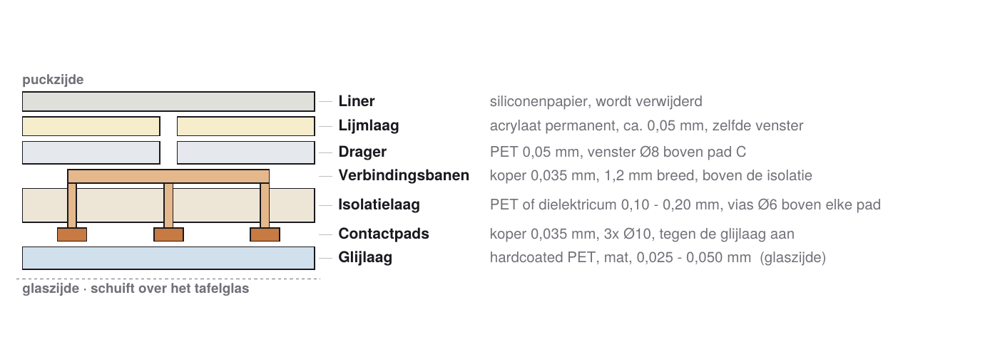 puckzijde
Liner siliconenpapier, wordt verwijderd
Lijmlaag acrylaat permanent, ca. 0,05 mm, zelfde venster
Drager PET 0,05 mm, venster Ø8 boven pad C
Verbindingsbanen koper 0,035 mm, 1,2 mm breed, boven de isolatie
Isolatielaag PET of dielektricum 0,10 - 0,20 mm, vias Ø6 boven elke pad
Contactpads koper 0,035 mm, 3x Ø10, tegen de glijlaag aan
Glijlaag hardcoated PET, mat, 0,025 - 0,050 mm (glaszijde)
glaszijde · schuift over het tafelglas